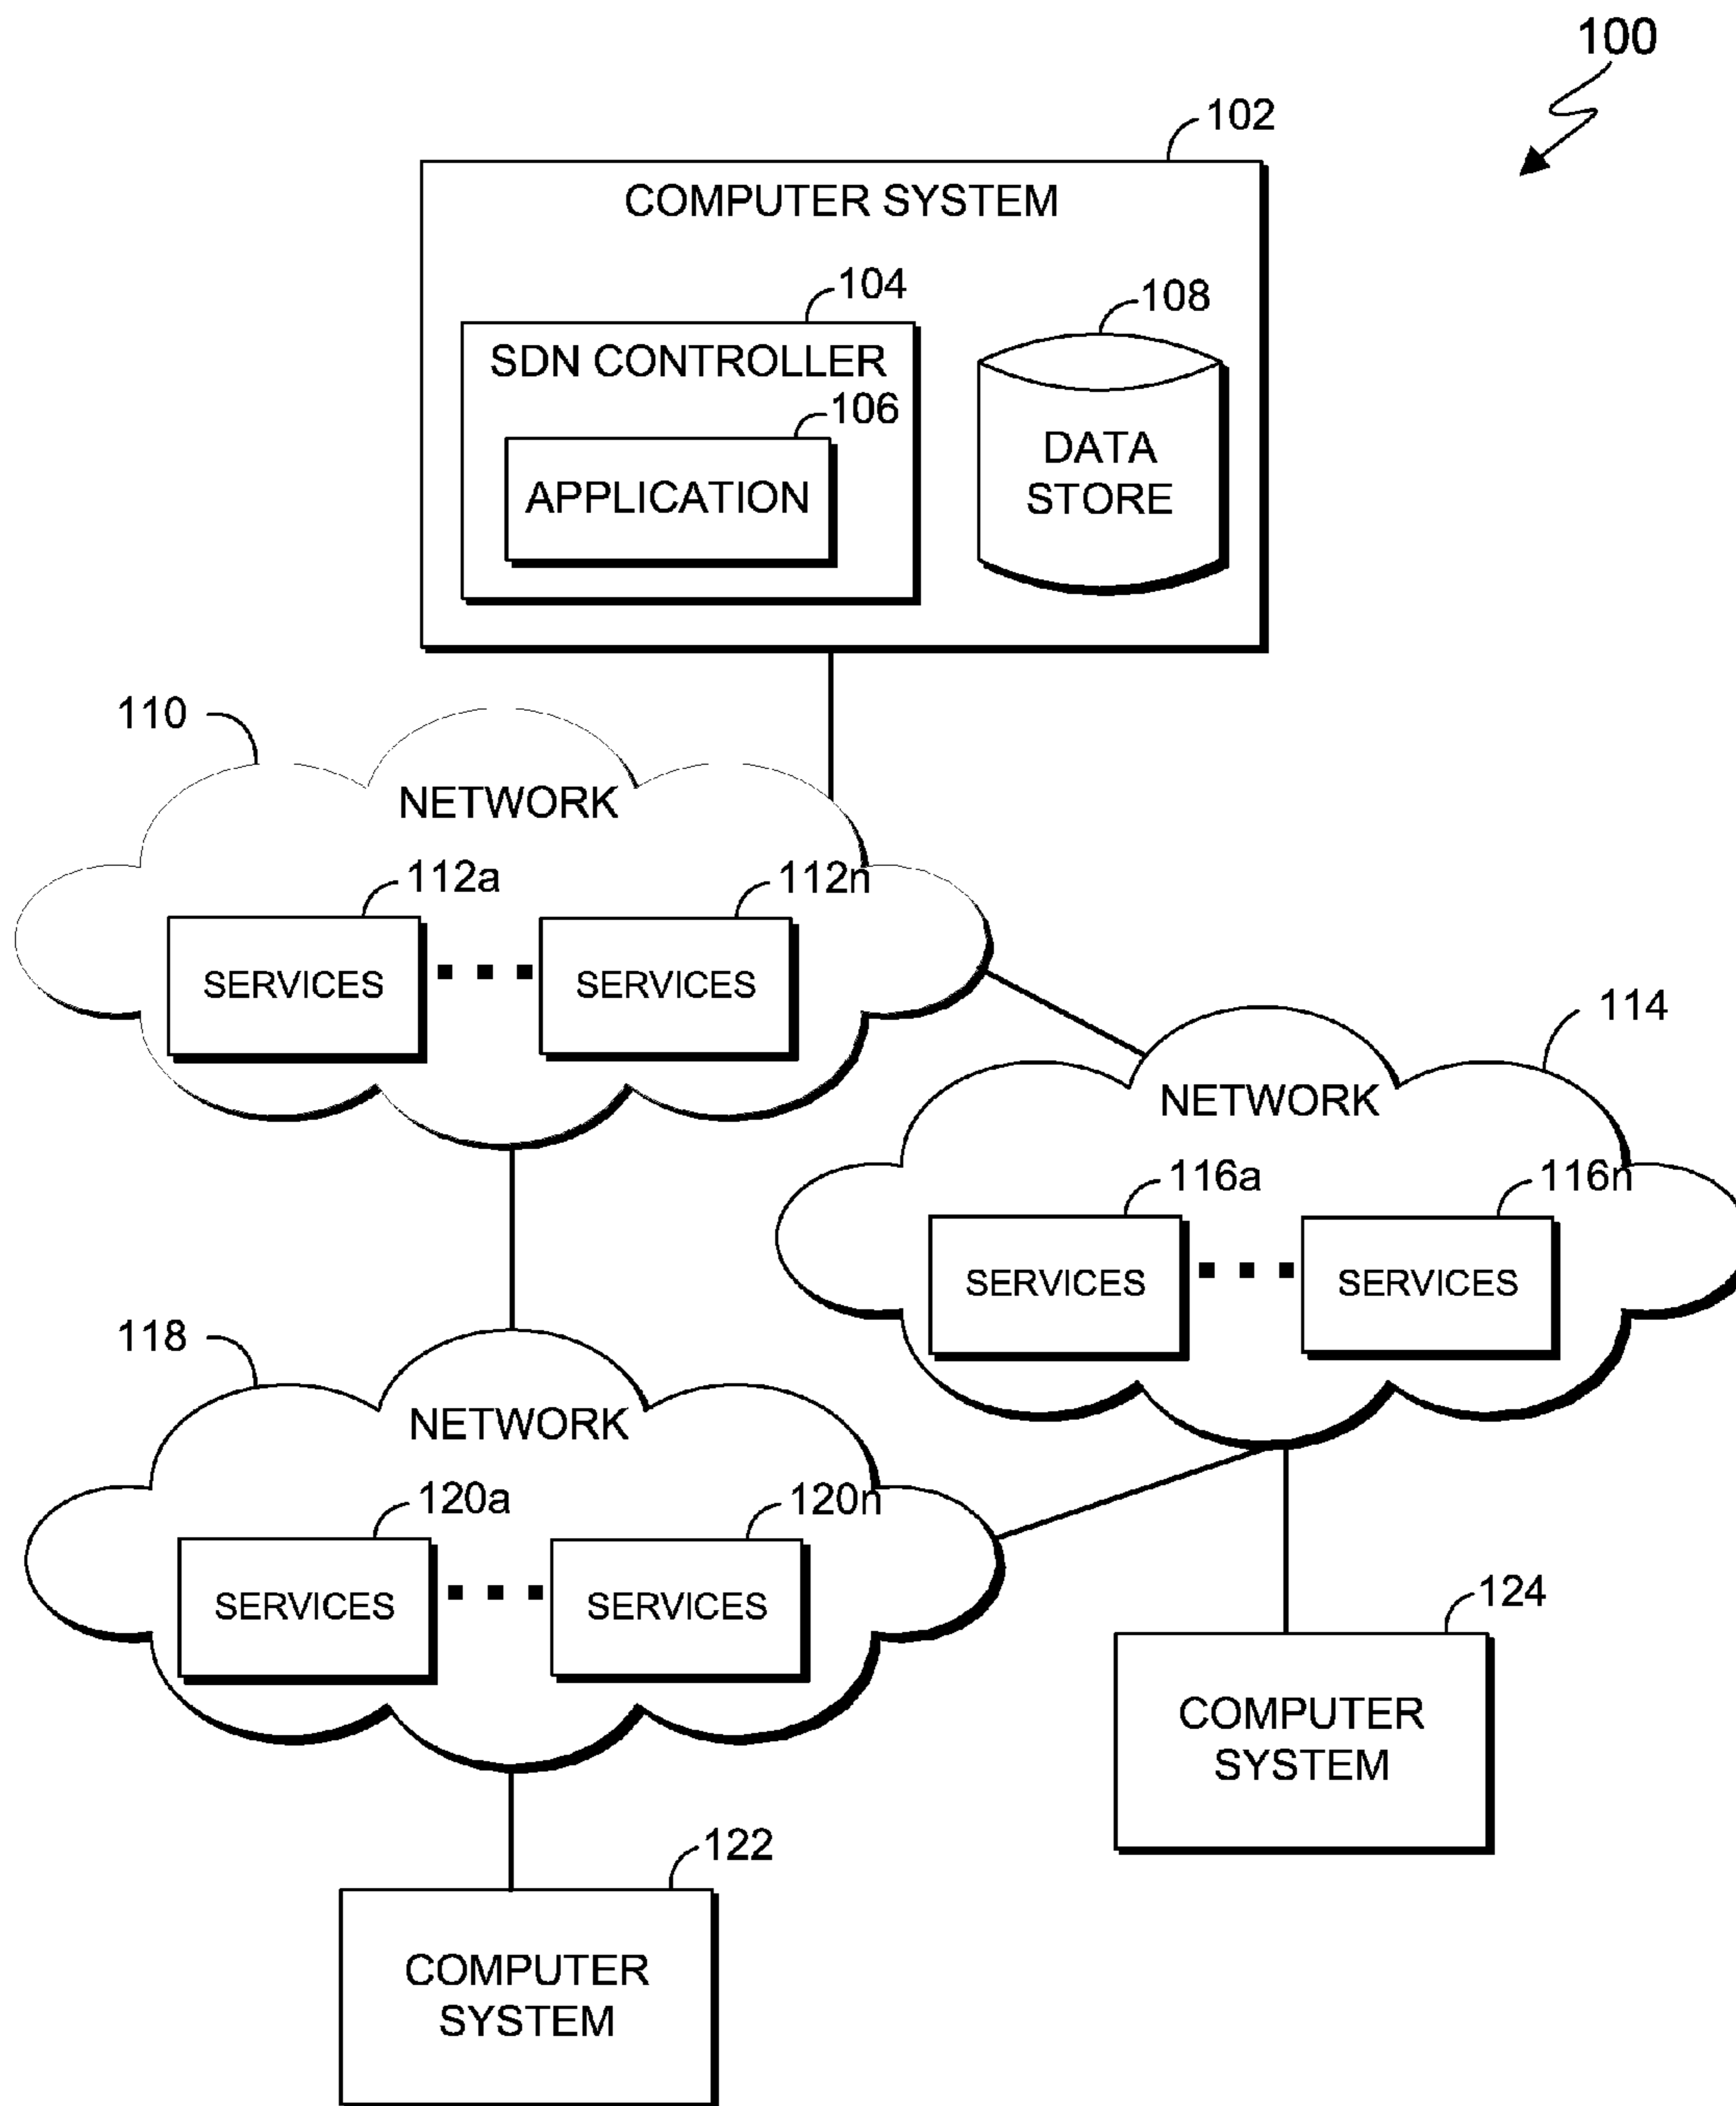 100
102
COMPUTER SYSTEM
104
108
SDN CONTROLLER
106
APPLICATION
DATA
STORE
110
NETWORK
112a
112n
SERVICES
SERVICES
114
NETWORK
116a
116n
SERVICES
SERVICES
118
NETWORK
120a
120n
SERVICES
SERVICES
124
COMPUTER
SYSTEM
122
COMPUTER
SYSTEM